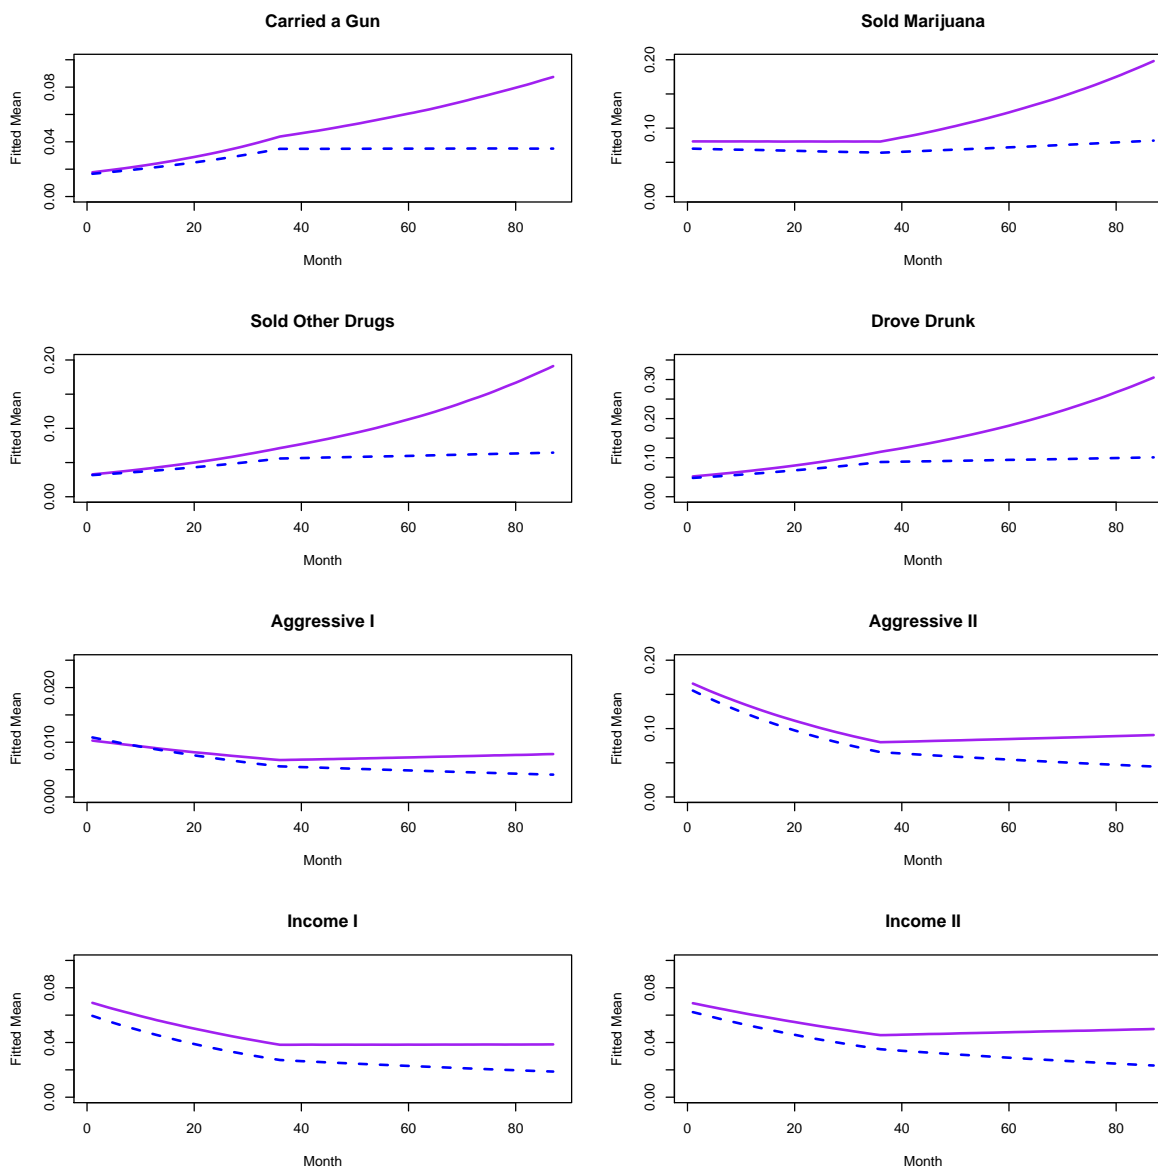 Carried a Gun
Fitted Mean
0.00 0.04 0.08
0 20 40 60 80
Month
Sold Marijuana
Fitted Mean
0.00 0.10 0.20
0 20 40 60 80
Month
Sold Other Drugs
Fitted Mean
0.00 0.10 0.20
0 20 40 60 80
Month
Drove Drunk
Fitted Mean
0.00 0.10 0.20 0.30
0 20 40 60 80
Month
Aggressive I
Fitted Mean
0.000 0.010 0.020
0 20 40 60 80
Month
Aggressive II
Fitted Mean
0.00 0.10 0.20
0 20 40 60 80
Month
Income I
Fitted Mean
0.00 0.04 0.08
0 20 40 60 80
Month
Income II
Fitted Mean
0.00 0.04 0.08
0 20 40 60 80
Month